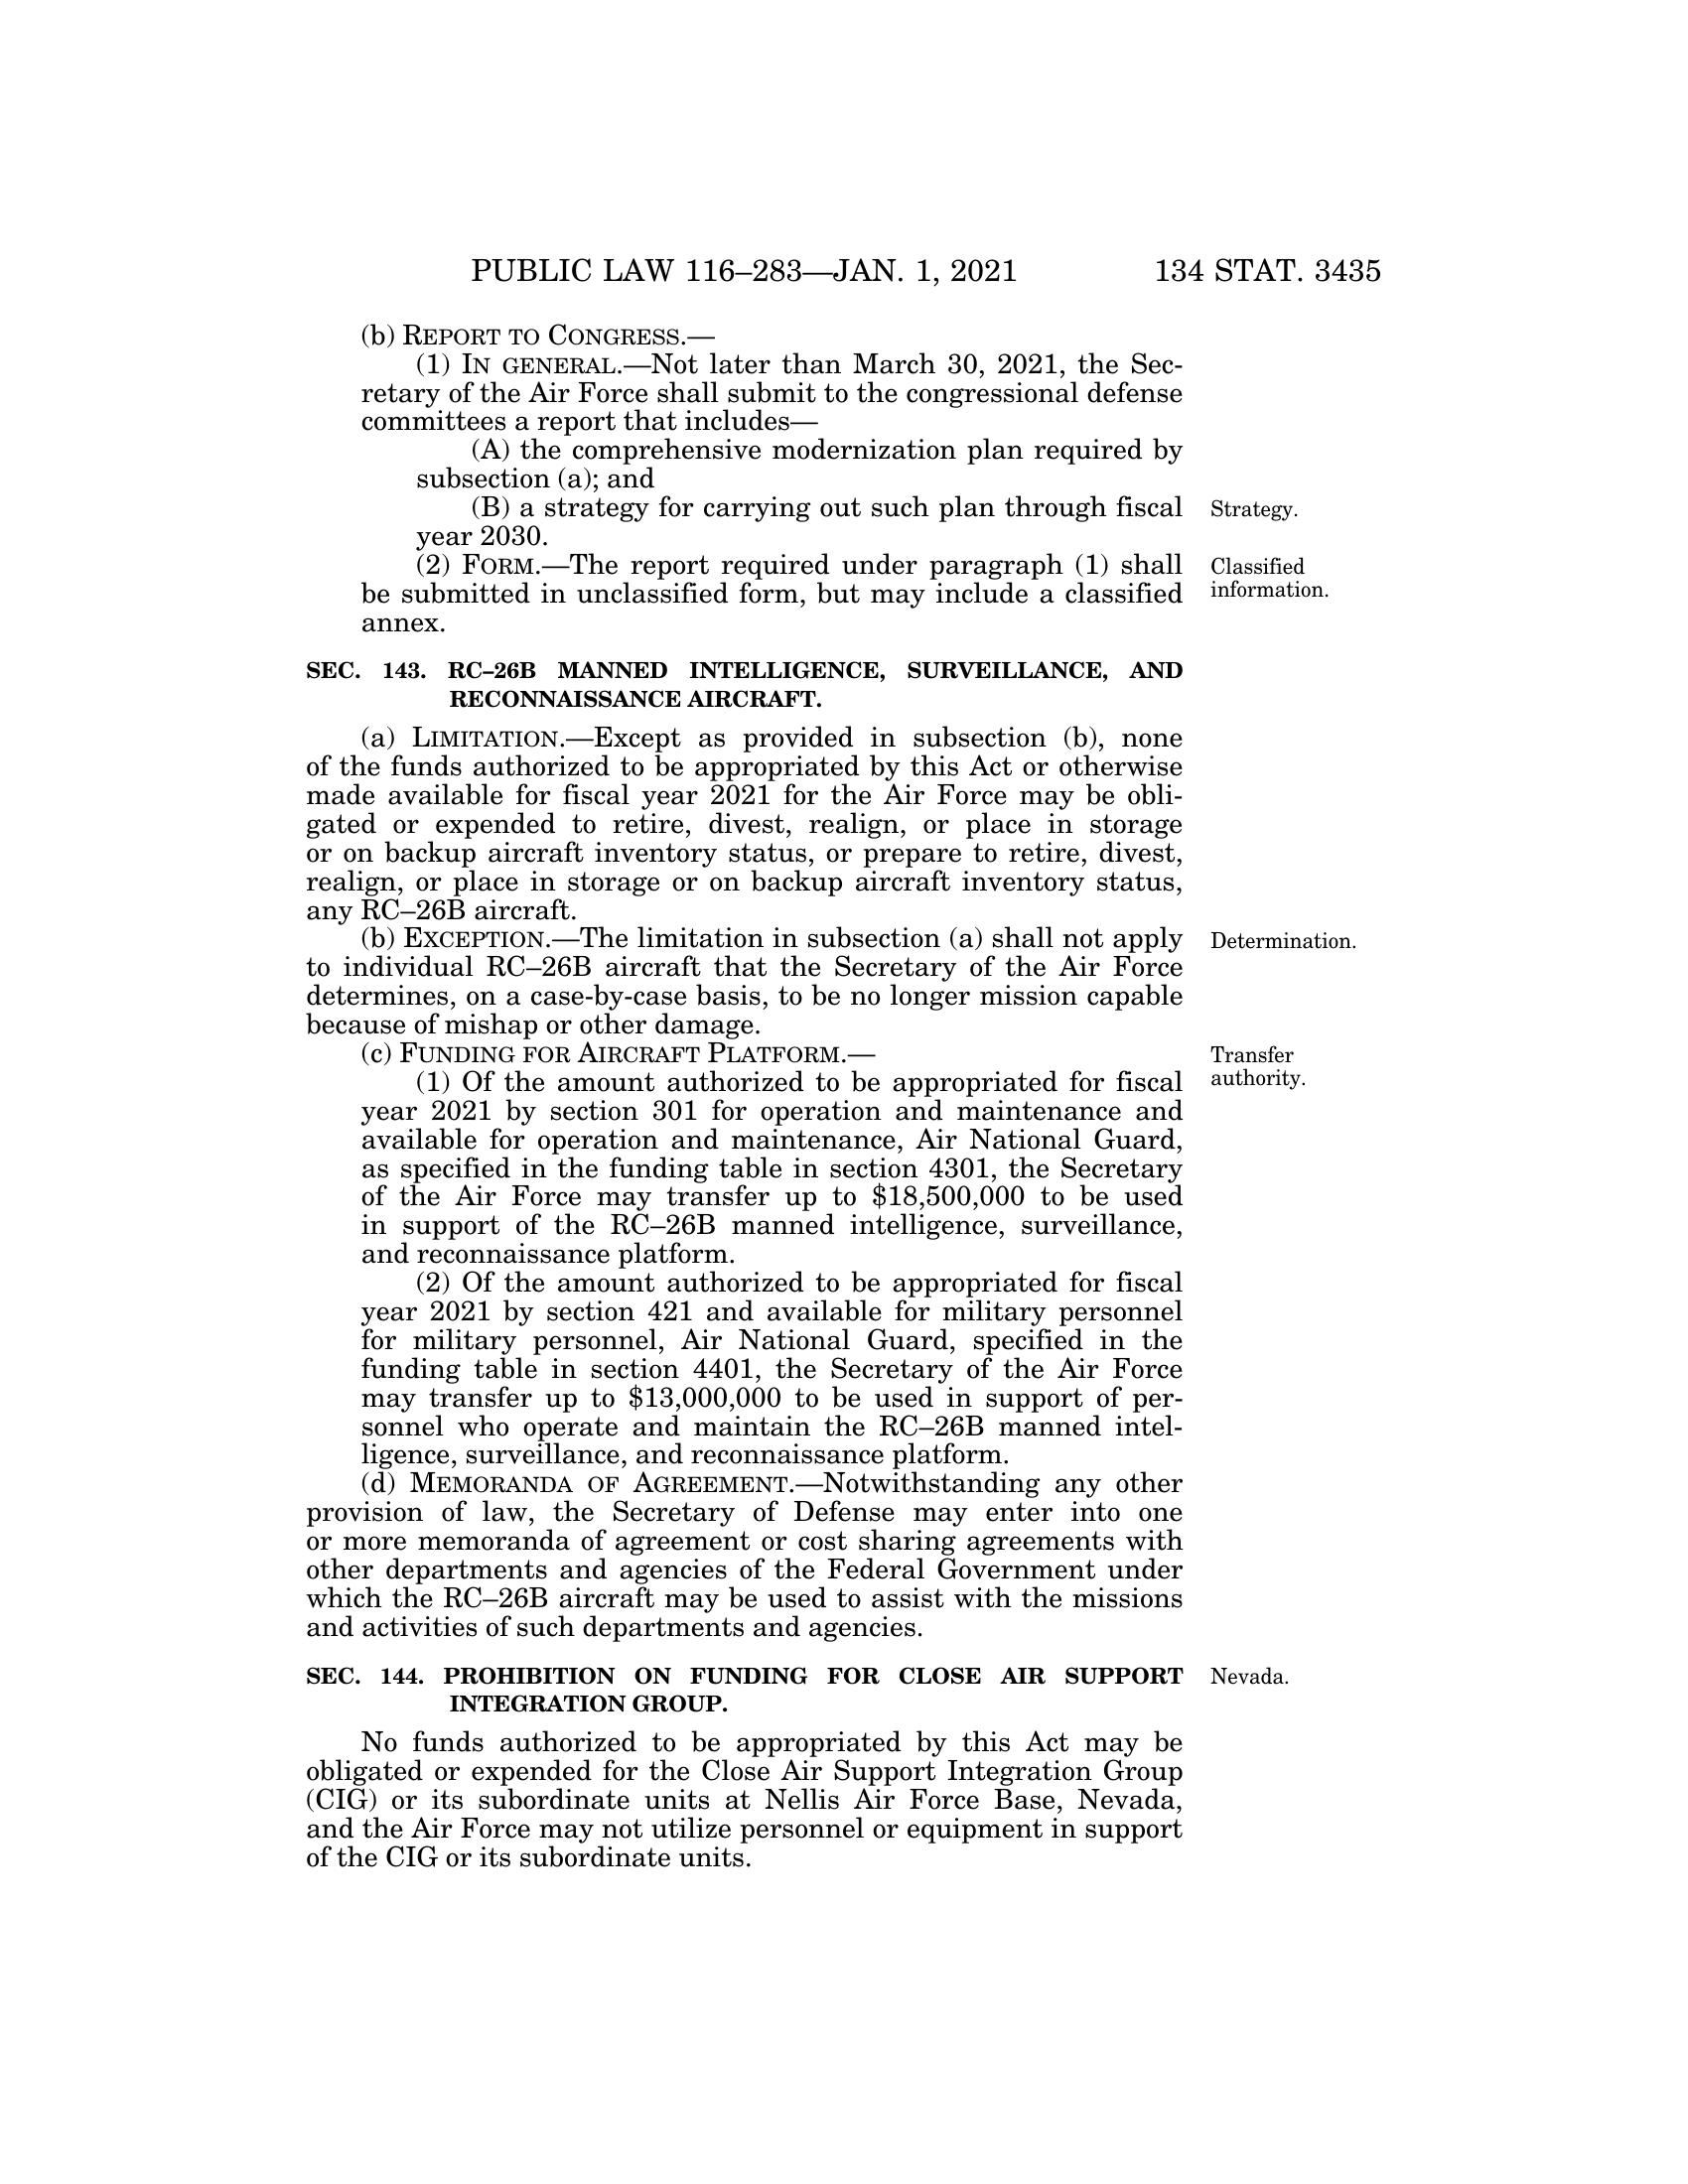 PUBLIC LAW 116–283—JAN. 1, 2021 134 STAT. 3435
(b) REPORT TO CONGRESS.—
(1) IN GENERAL.—Not later than March 30, 2021, the Sec-
retary of the Air Force shall submit to the congressional defense
committees a report that includes—
(A) the comprehensive modernization plan required by
subsection (a); and
(B) a strategy for carrying out such plan through fiscal
year 2030.
Strategy.
(2) FORM.—The report required under paragraph (1) shall
be submitted in unclassified form, but may include a classified
annex.
Classified
information.
SEC. 143. RC–26B MANNED INTELLIGENCE, SURVEILLANCE, AND
RECONNAISSANCE AIRCRAFT.
(a) LIMITATION.—Except as provided in subsection (b), none
of the funds authorized to be appropriated by this Act or otherwise
made available for fiscal year 2021 for the Air Force may be obli-
gated or expended to retire, divest, realign, or place in storage
or on backup aircraft inventory status, or prepare to retire, divest,
realign, or place in storage or on backup aircraft inventory status,
any RC–26B aircraft.
(b) EXCEPTION.—The limitation in subsection (a) shall not apply
to individual RC–26B aircraft that the Secretary of the Air Force
determines, on a case-by-case basis, to be no longer mission capable
because of mishap or other damage.
Determination.
(c) FUNDING FOR AIRCRAFT PLATFORM.—
Transfer
authority.
(1) Of the amount authorized to be appropriated for fiscal
year 2021 by section 301 for operation and maintenance and
available for operation and maintenance, Air National Guard,
as specified in the funding table in section 4301, the Secretary
of the Air Force may transfer up to $18,500,000 to be used
in support of the RC–26B manned intelligence, surveillance,
and reconnaissance platform.
(2) Of the amount authorized to be appropriated for fiscal
year 2021 by section 421 and available for military personnel
for military personnel, Air National Guard, specified in the
funding table in section 4401, the Secretary of the Air Force
may transfer up to $13,000,000 to be used in support of per-
sonnel who operate and maintain the RC–26B manned intel-
ligence, surveillance, and reconnaissance platform.
(d) MEMORANDA OF AGREEMENT.—Notwithstanding any other
provision of law, the Secretary of Defense may enter into one
or more memoranda of agreement or cost sharing agreements with
other departments and agencies of the Federal Government under
which the RC–26B aircraft may be used to assist with the missions
and activities of such departments and agencies.
SEC. 144. PROHIBITION ON FUNDING FOR CLOSE AIR SUPPORT
INTEGRATION GROUP.
Nevada.
No funds authorized to be appropriated by this Act may be
obligated or expended for the Close Air Support Integration Group
(CIG) or its subordinate units at Nellis Air Force Base, Nevada,
and the Air Force may not utilize personnel or equipment in support
of the CIG or its subordinate units.